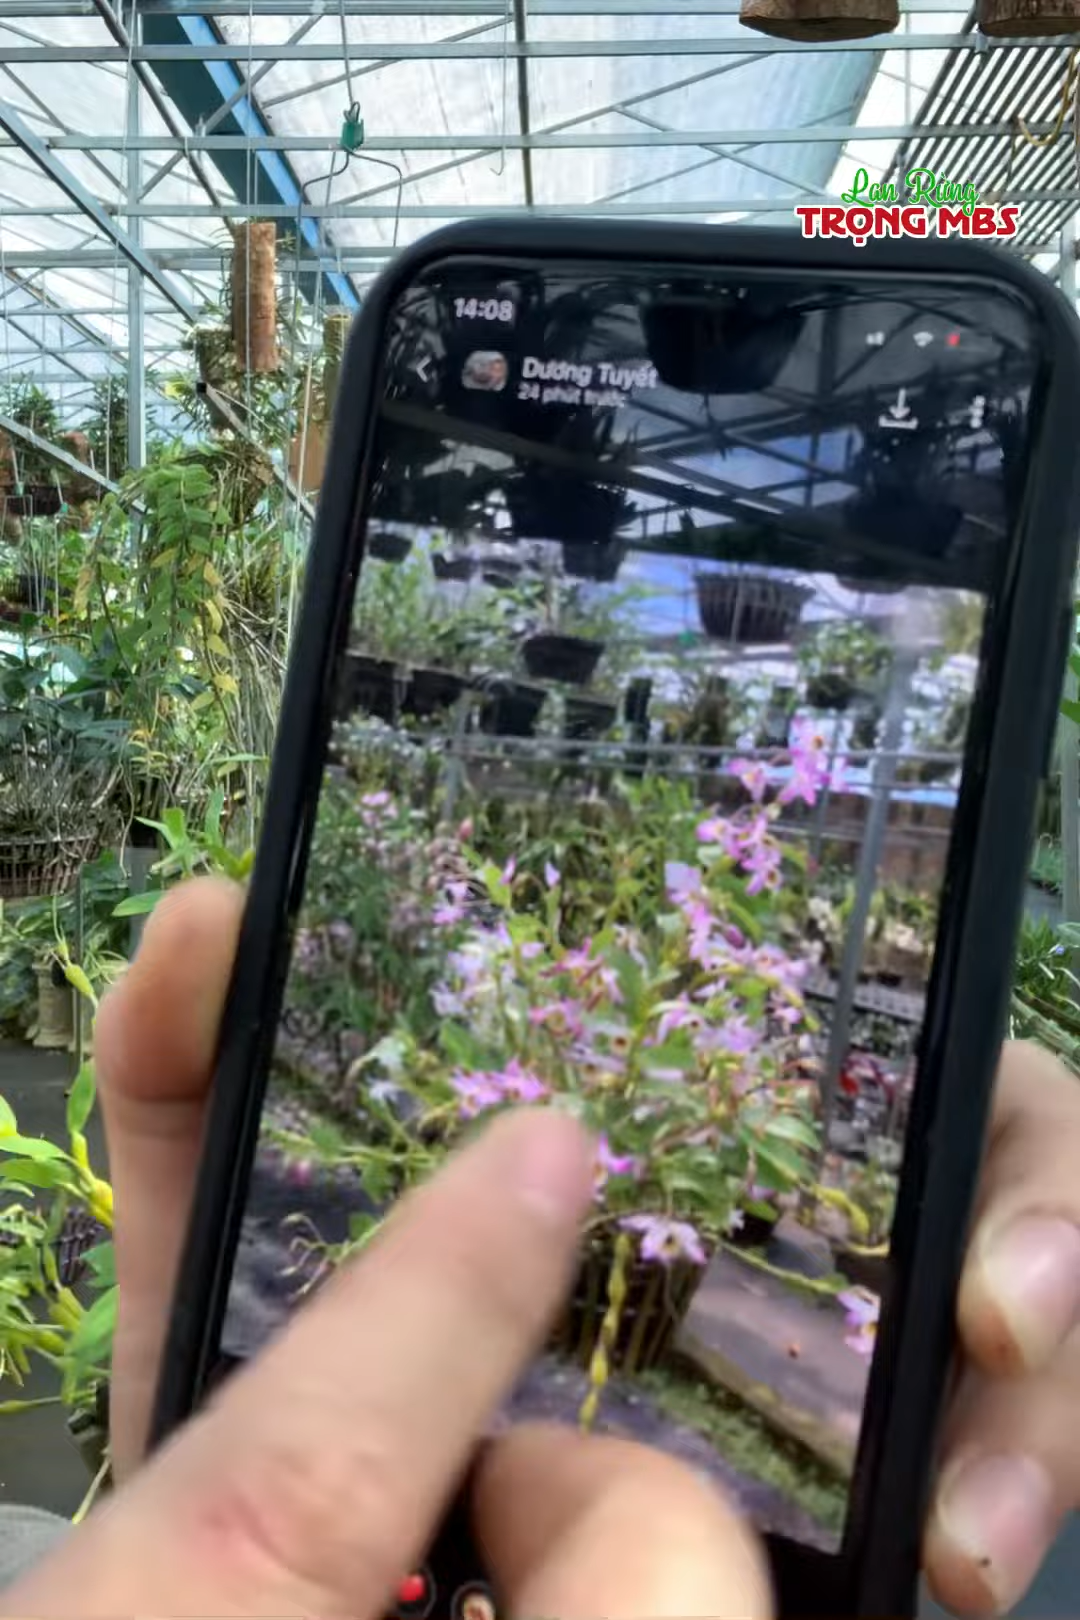 Lan Rừng
TRỌNG MBS
14:08
Dương Tuyết
24 phút trước